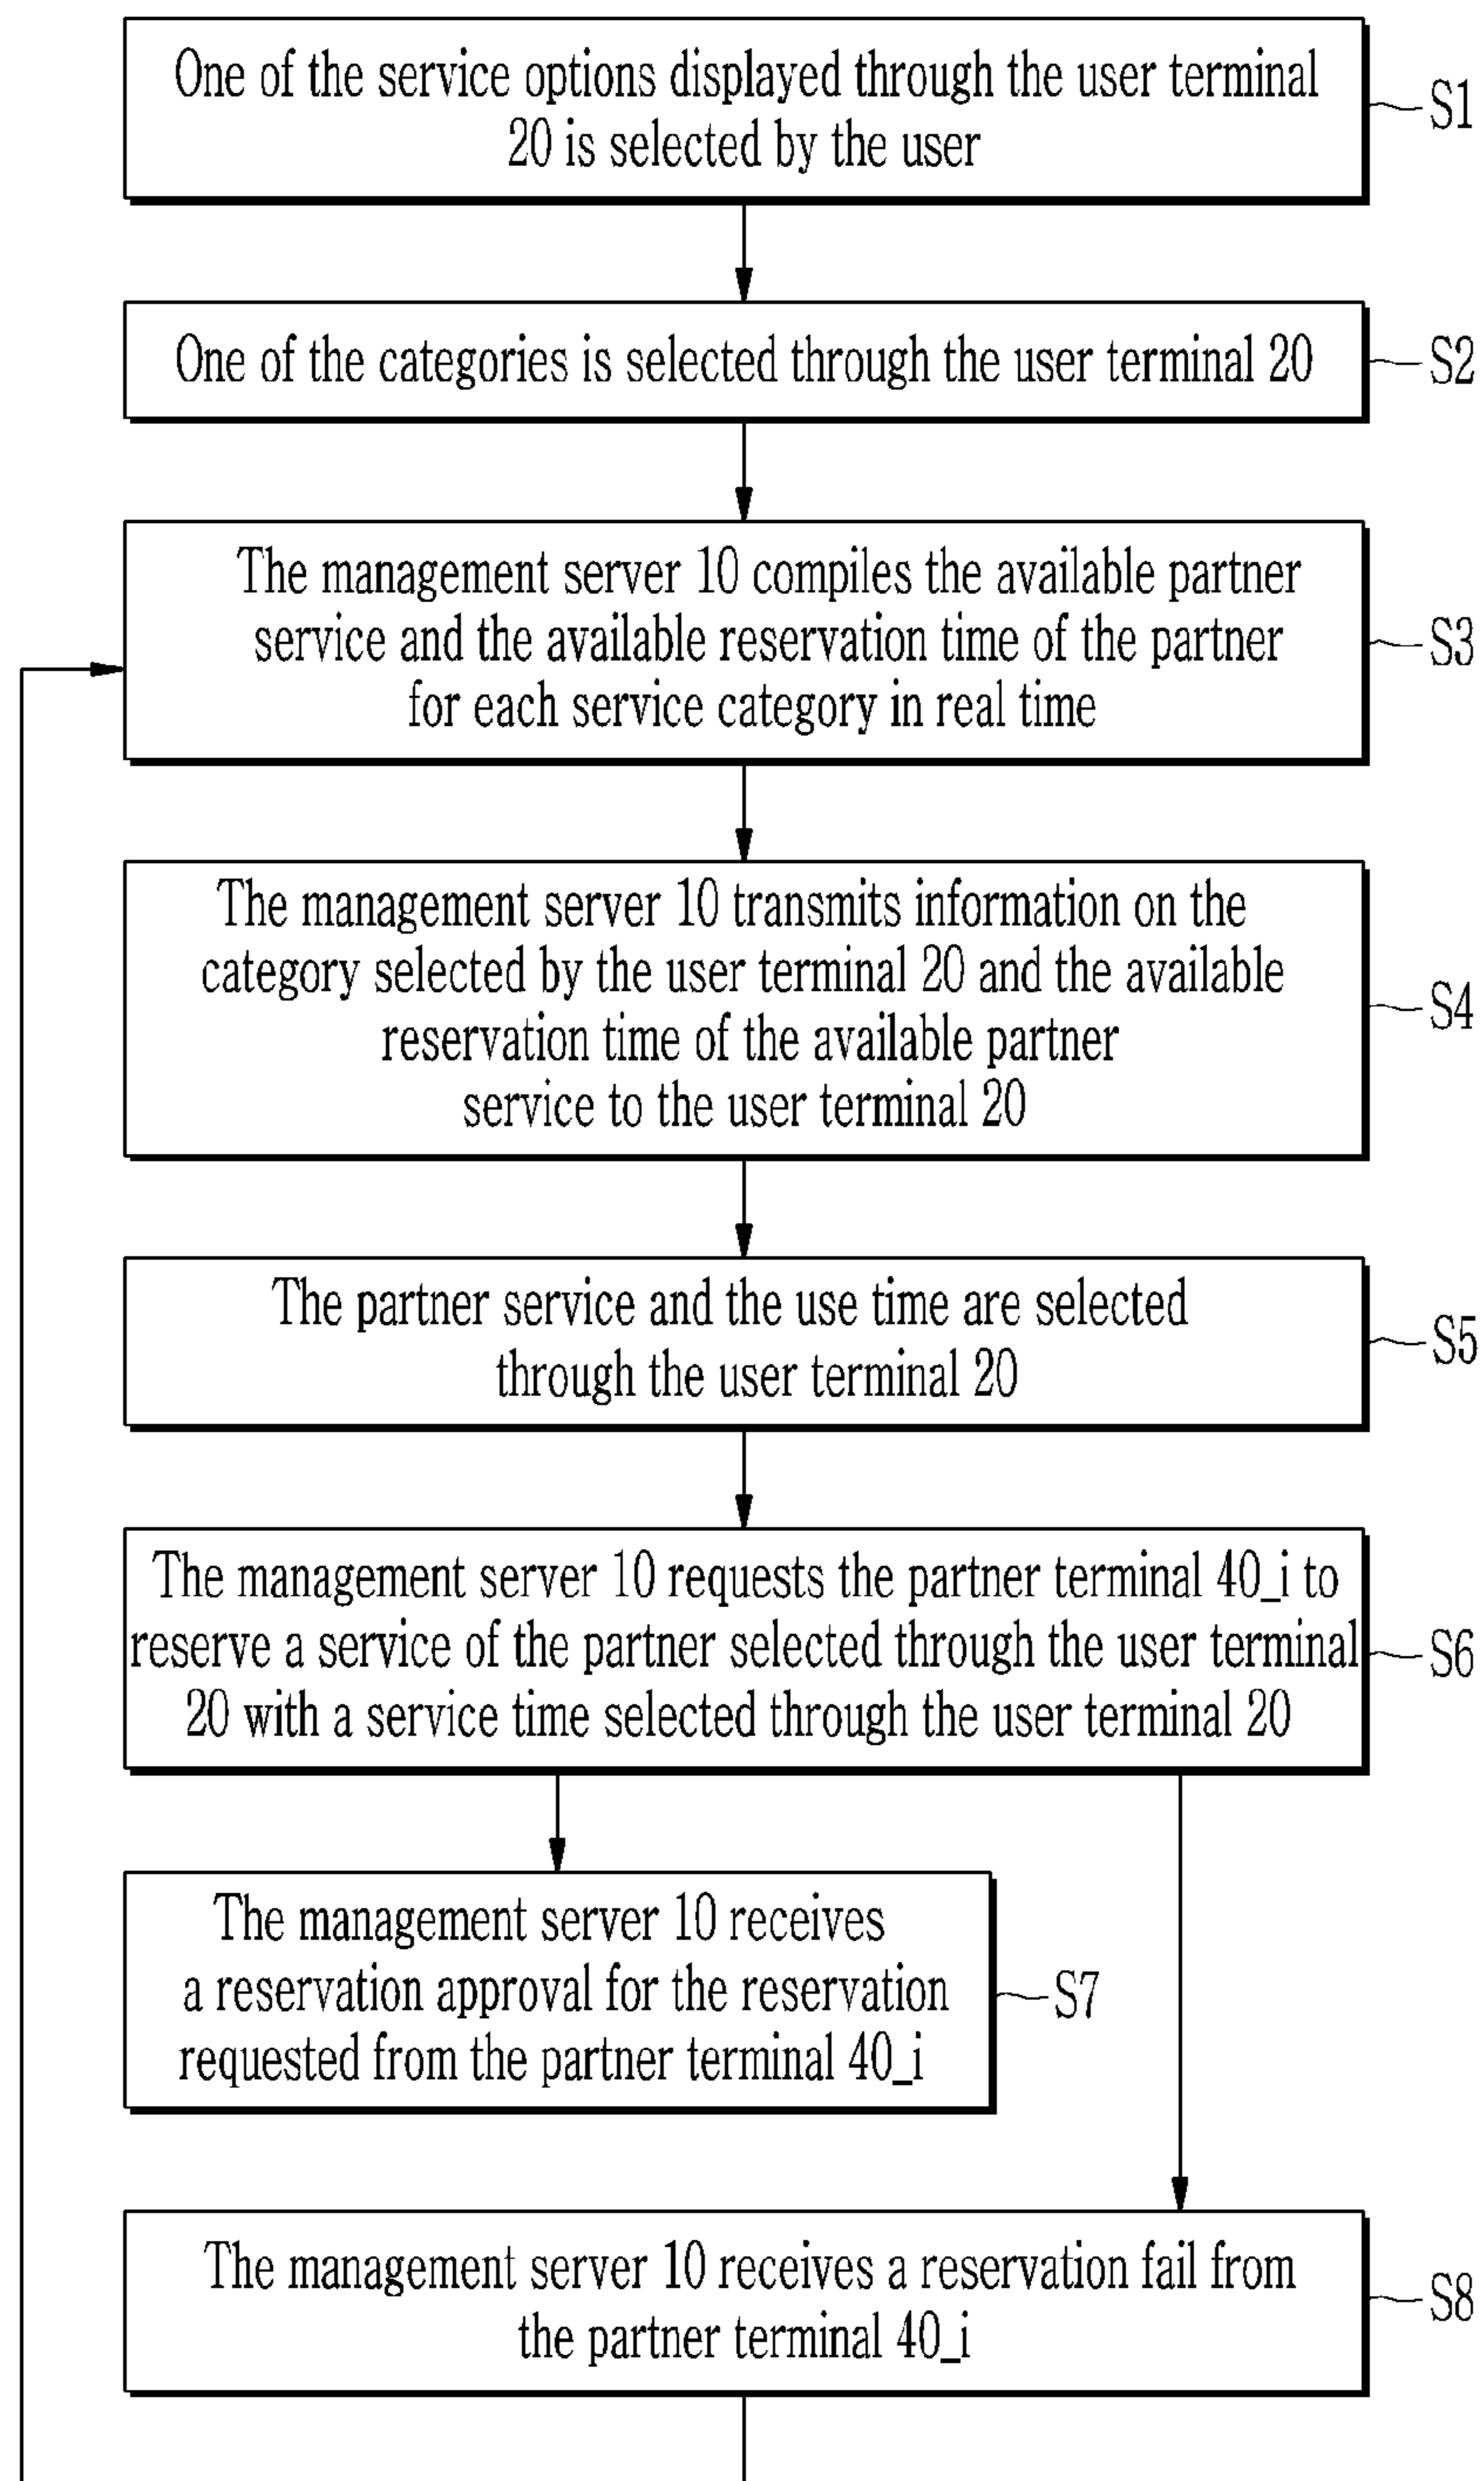 One of the service options displayed through the user terminal
20 is selected by the user
S1
One of the categories is selected through the user terminal 20
S2
The management server 10 compiles the available partner
service and the available reservation time of the partner
for each service category in real time
S3
The management server 10 transmits information on the
category selected by the user terminal 20 and the available
reservation time of the available partner
service to the user terminal 20
S4
The partner service and the use time are selected
through the user terminal 20
S5
The management server 10 requests the partner terminal 40_i to
reserve a service of the partner selected through the user terminal
20 with a service time selected through the user terminal 20
S6
The management server 10 receives
a reservation approval for the reservation
requested from the partner terminal 40_i
S7
The management server 10 receives a reservation fail from
the partner terminal 40_i
S8